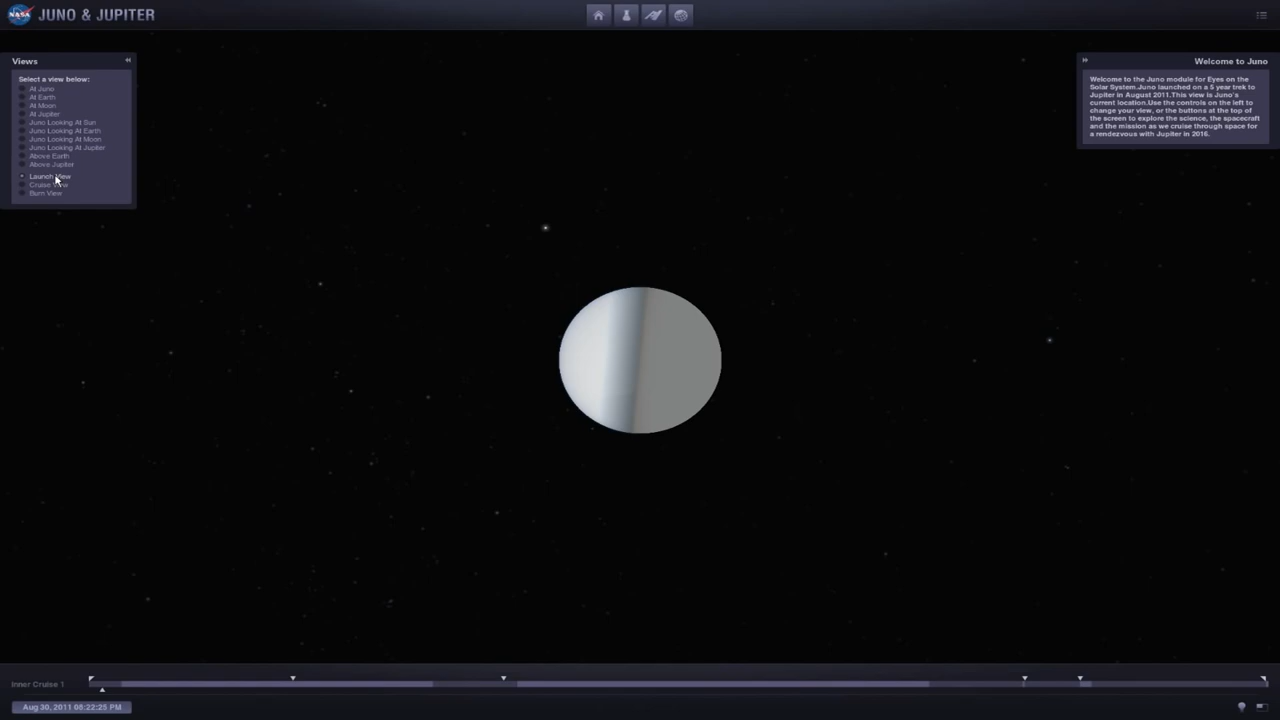 NASA JUNO & JUPITER
Views
Select a view below:
At Juno
At Earth
At Moon
At Jupiter
Juno Looking At Sun
Juno Looking At Earth
Juno Looking At Moon
Juno Looking At Jupiter
Above Earth
Above Jupiter
Launch View
Cruise View
Burn View
Welcome to Juno
Welcome to the Juno module for Eyes on the
Solar System.Juno launched on a 5 year trek to
Jupiter in August 2011.This view is Juno's
current location.Use the controls on the left to
change your view, or the buttons at the top of
the screen to explore the science, the spacecraft
and the mission as we cruise through space for
a rendezvous with Jupiter in 2016.
Inner Cruise 1
Aug 30, 2011 08:22:25 PM